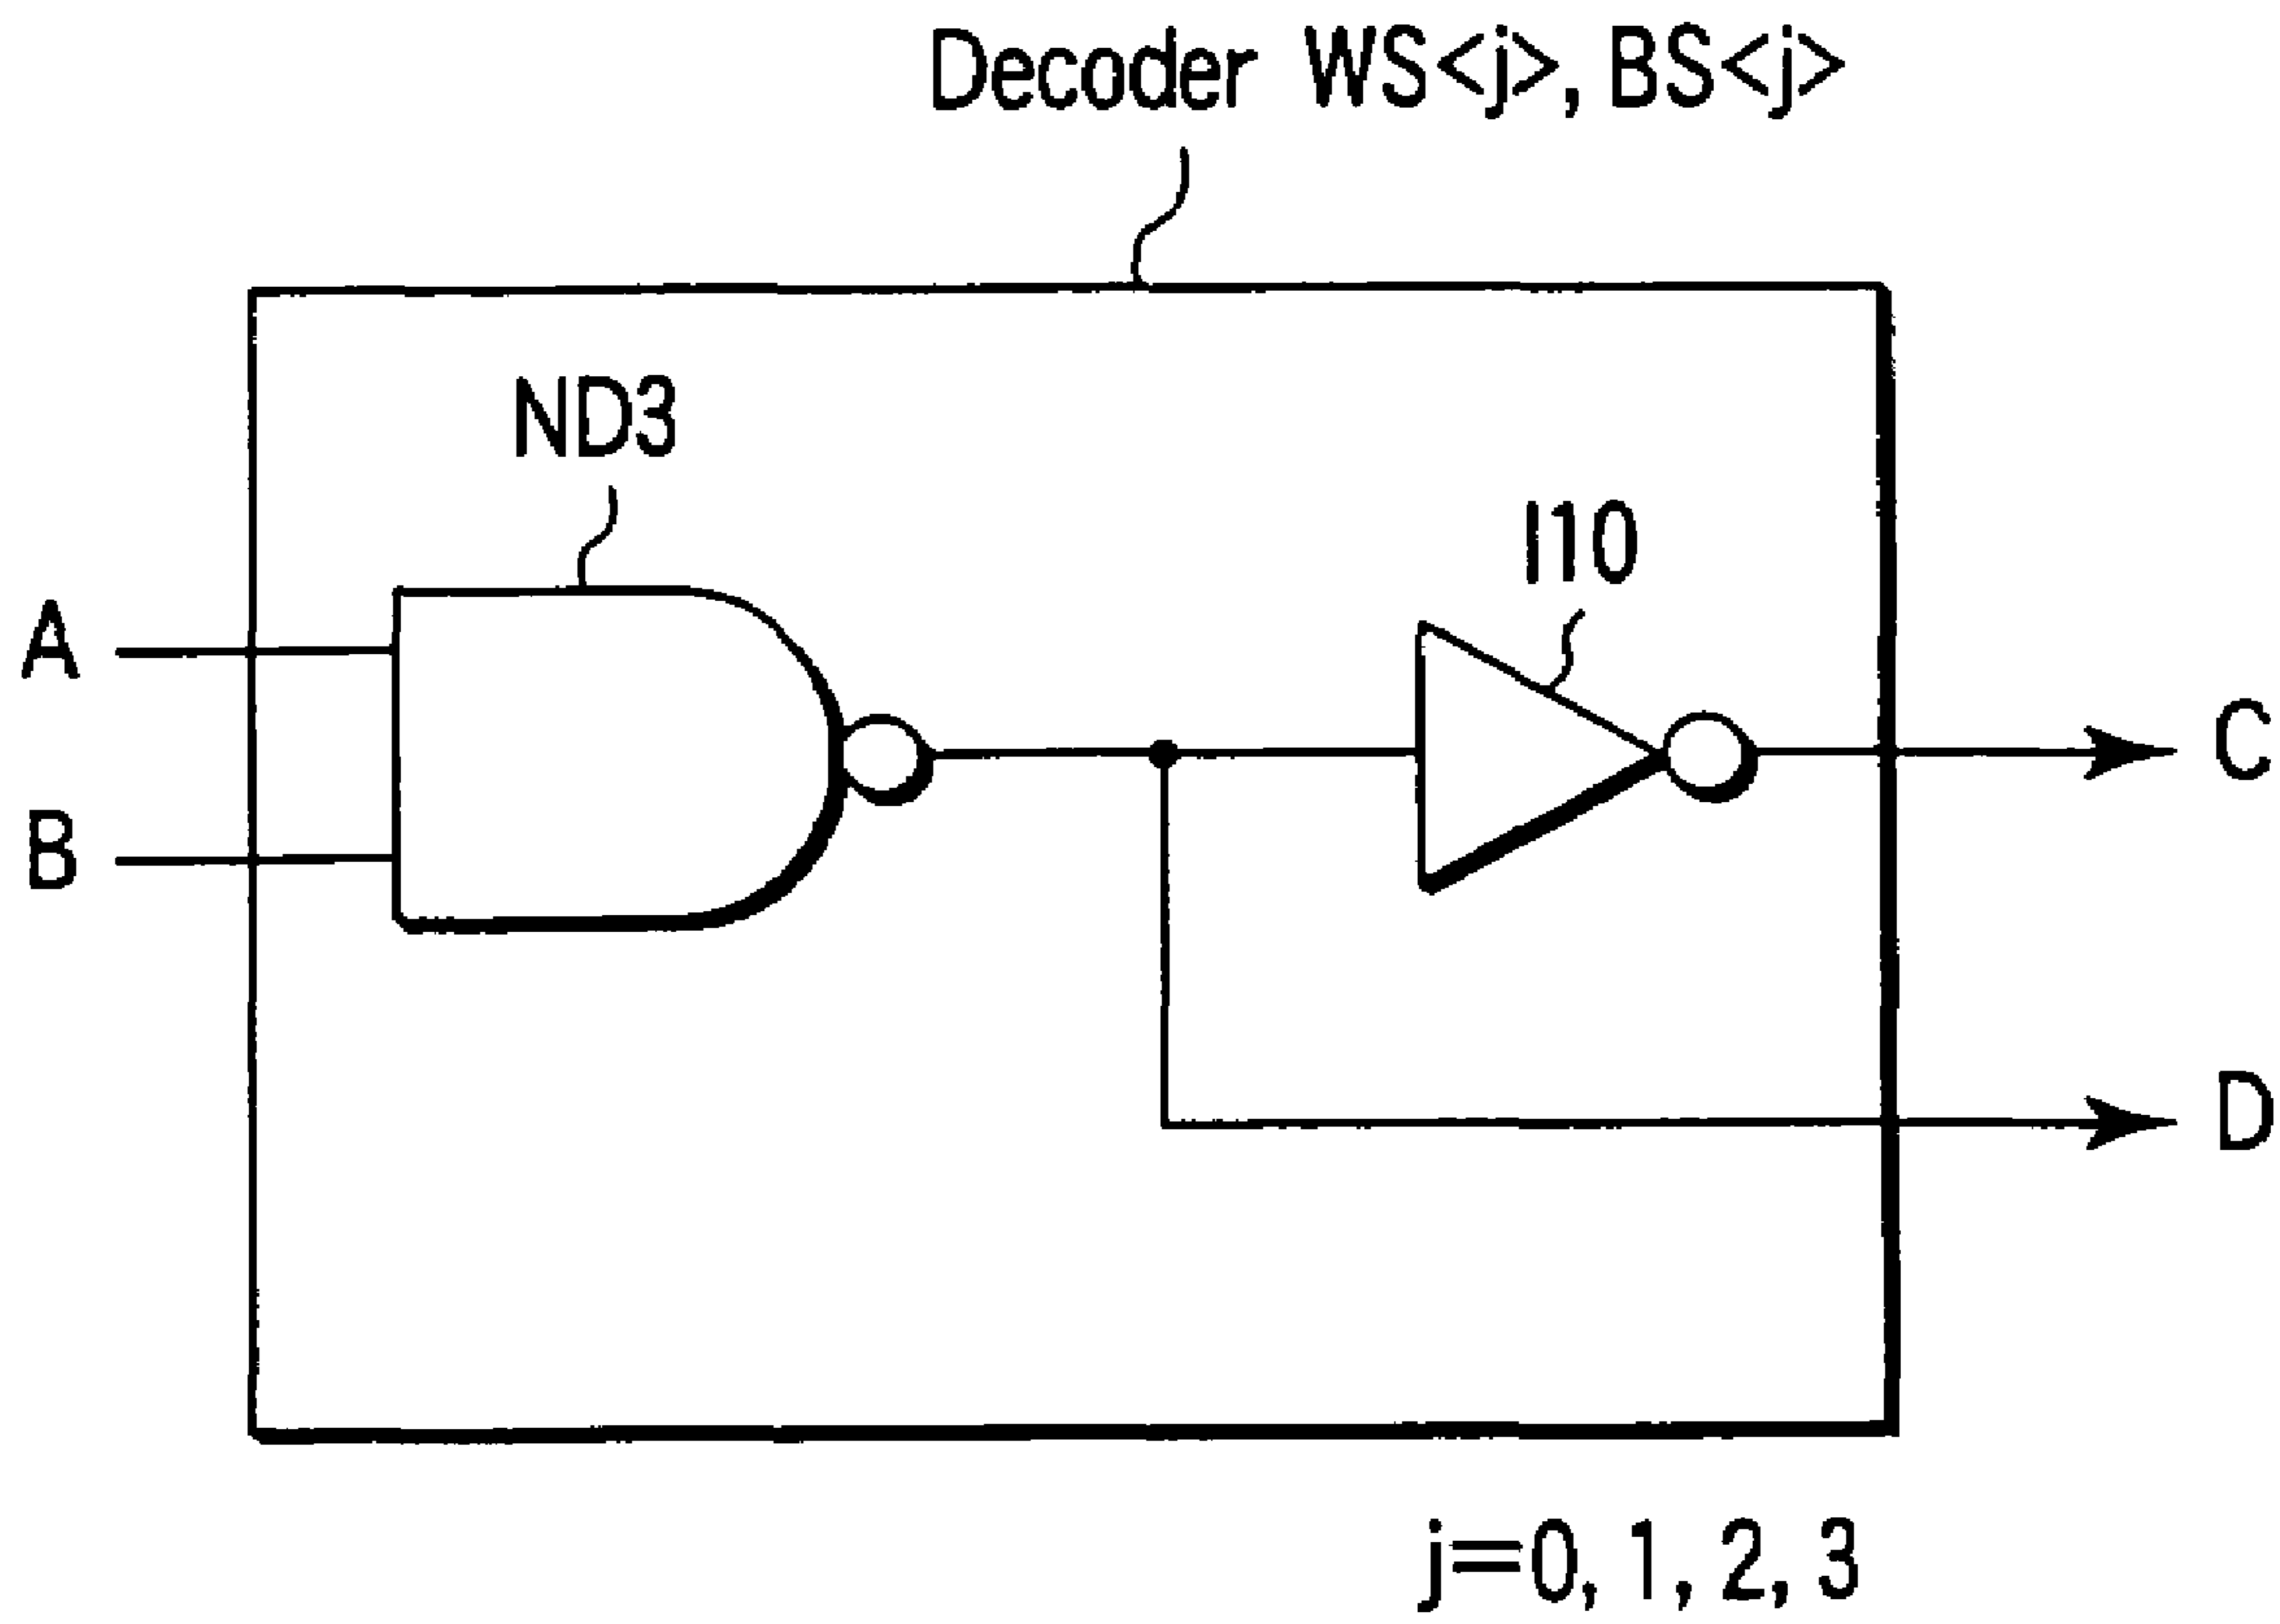 Decoder WS<j>, BS<j>
ND3
I10
A
B
C
D
j=0, 1, 2, 3